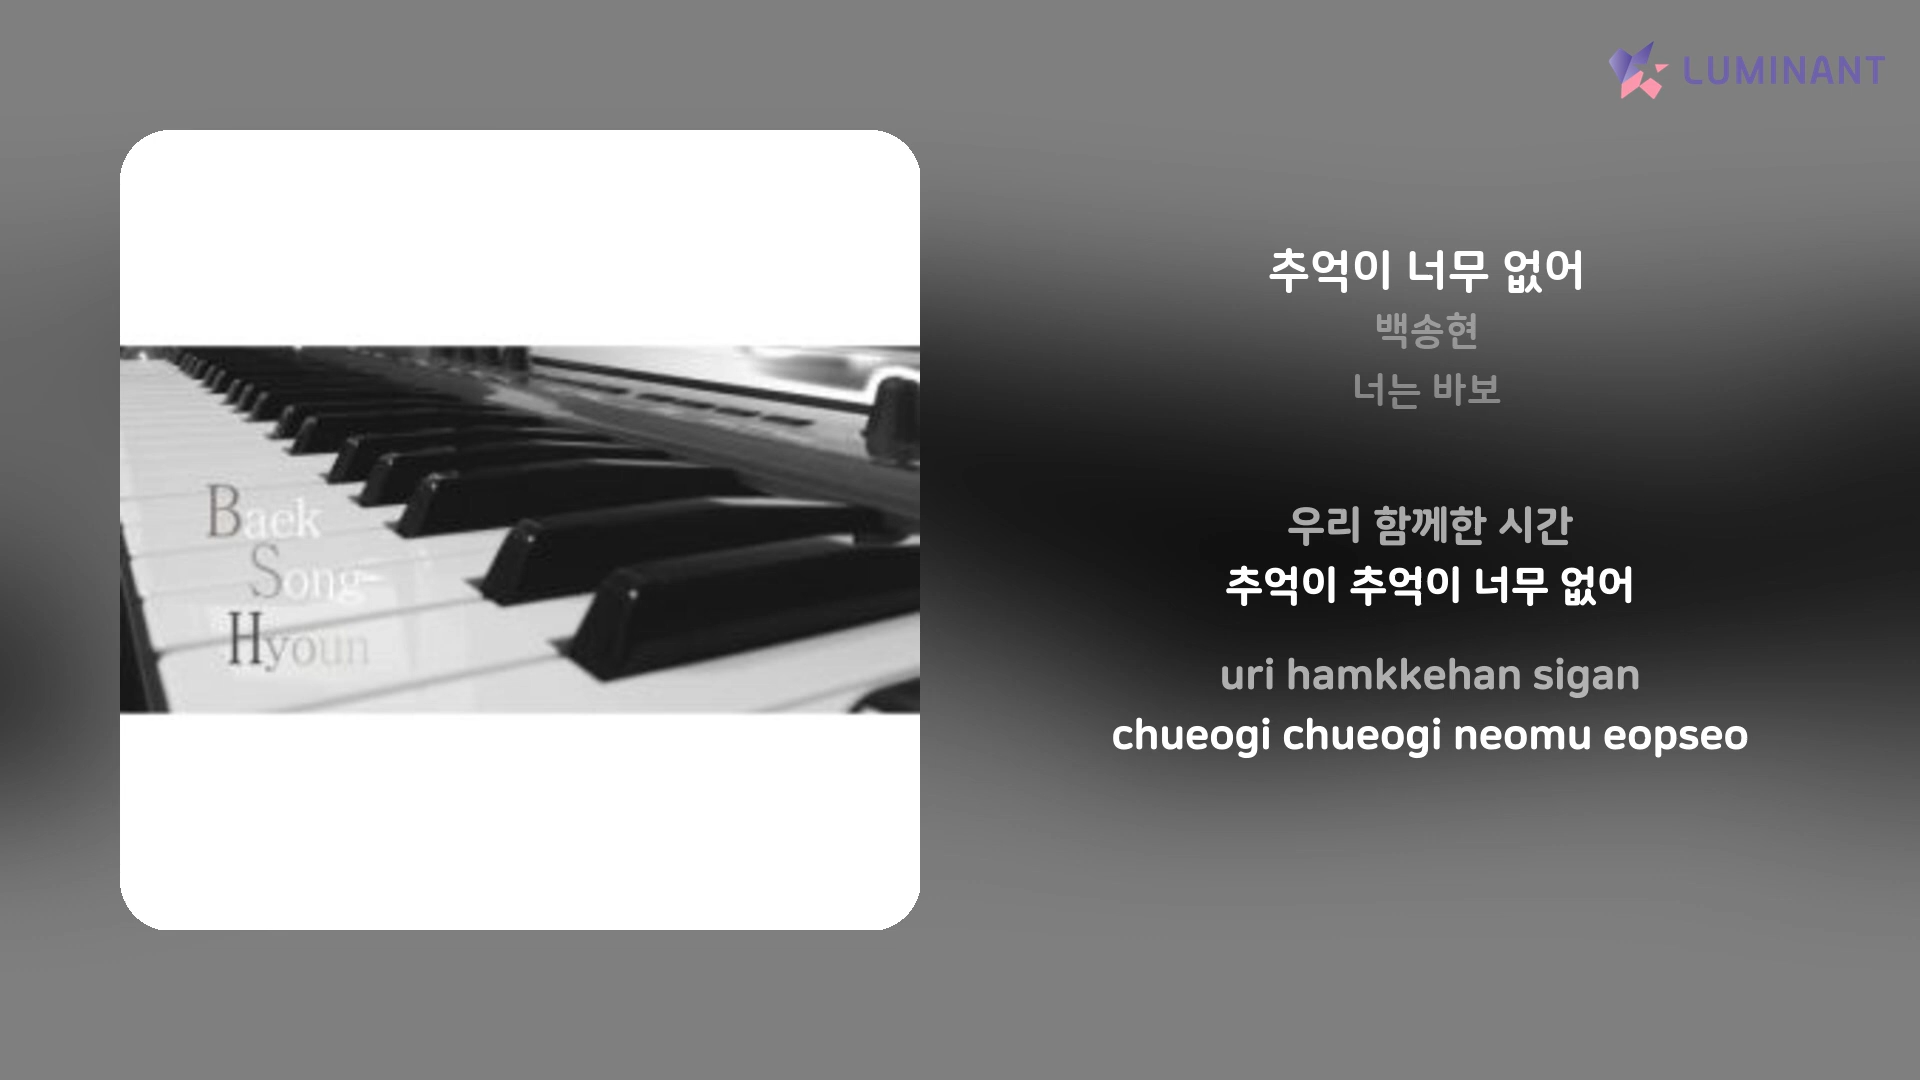 LUMINANT
추억이 너무 없어
백송현
너는 바보
Baek
Song
Hyoun
우리 함께한 시간
추억이 추억이 너무 없어
uri hamkkehan sigan
chueogi chueogi neomu eopseo